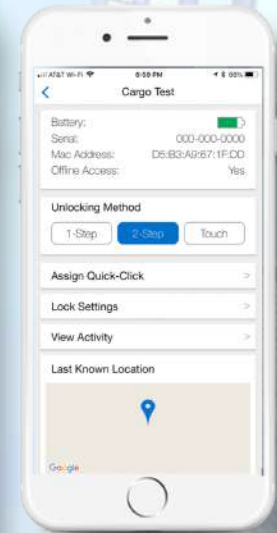 AT&T Wi-Fi 6:59 PM
Cargo Test
Battery:
Serial: 000-000-0000
Mac Address: D5:B3:A9:67:1F:DD
Offline Access: Yes
Unlocking Method
1-Step 2-Step Touch
Assign Quick-Click >
Lock Settings >
View Activity >
Last Known Location
Google